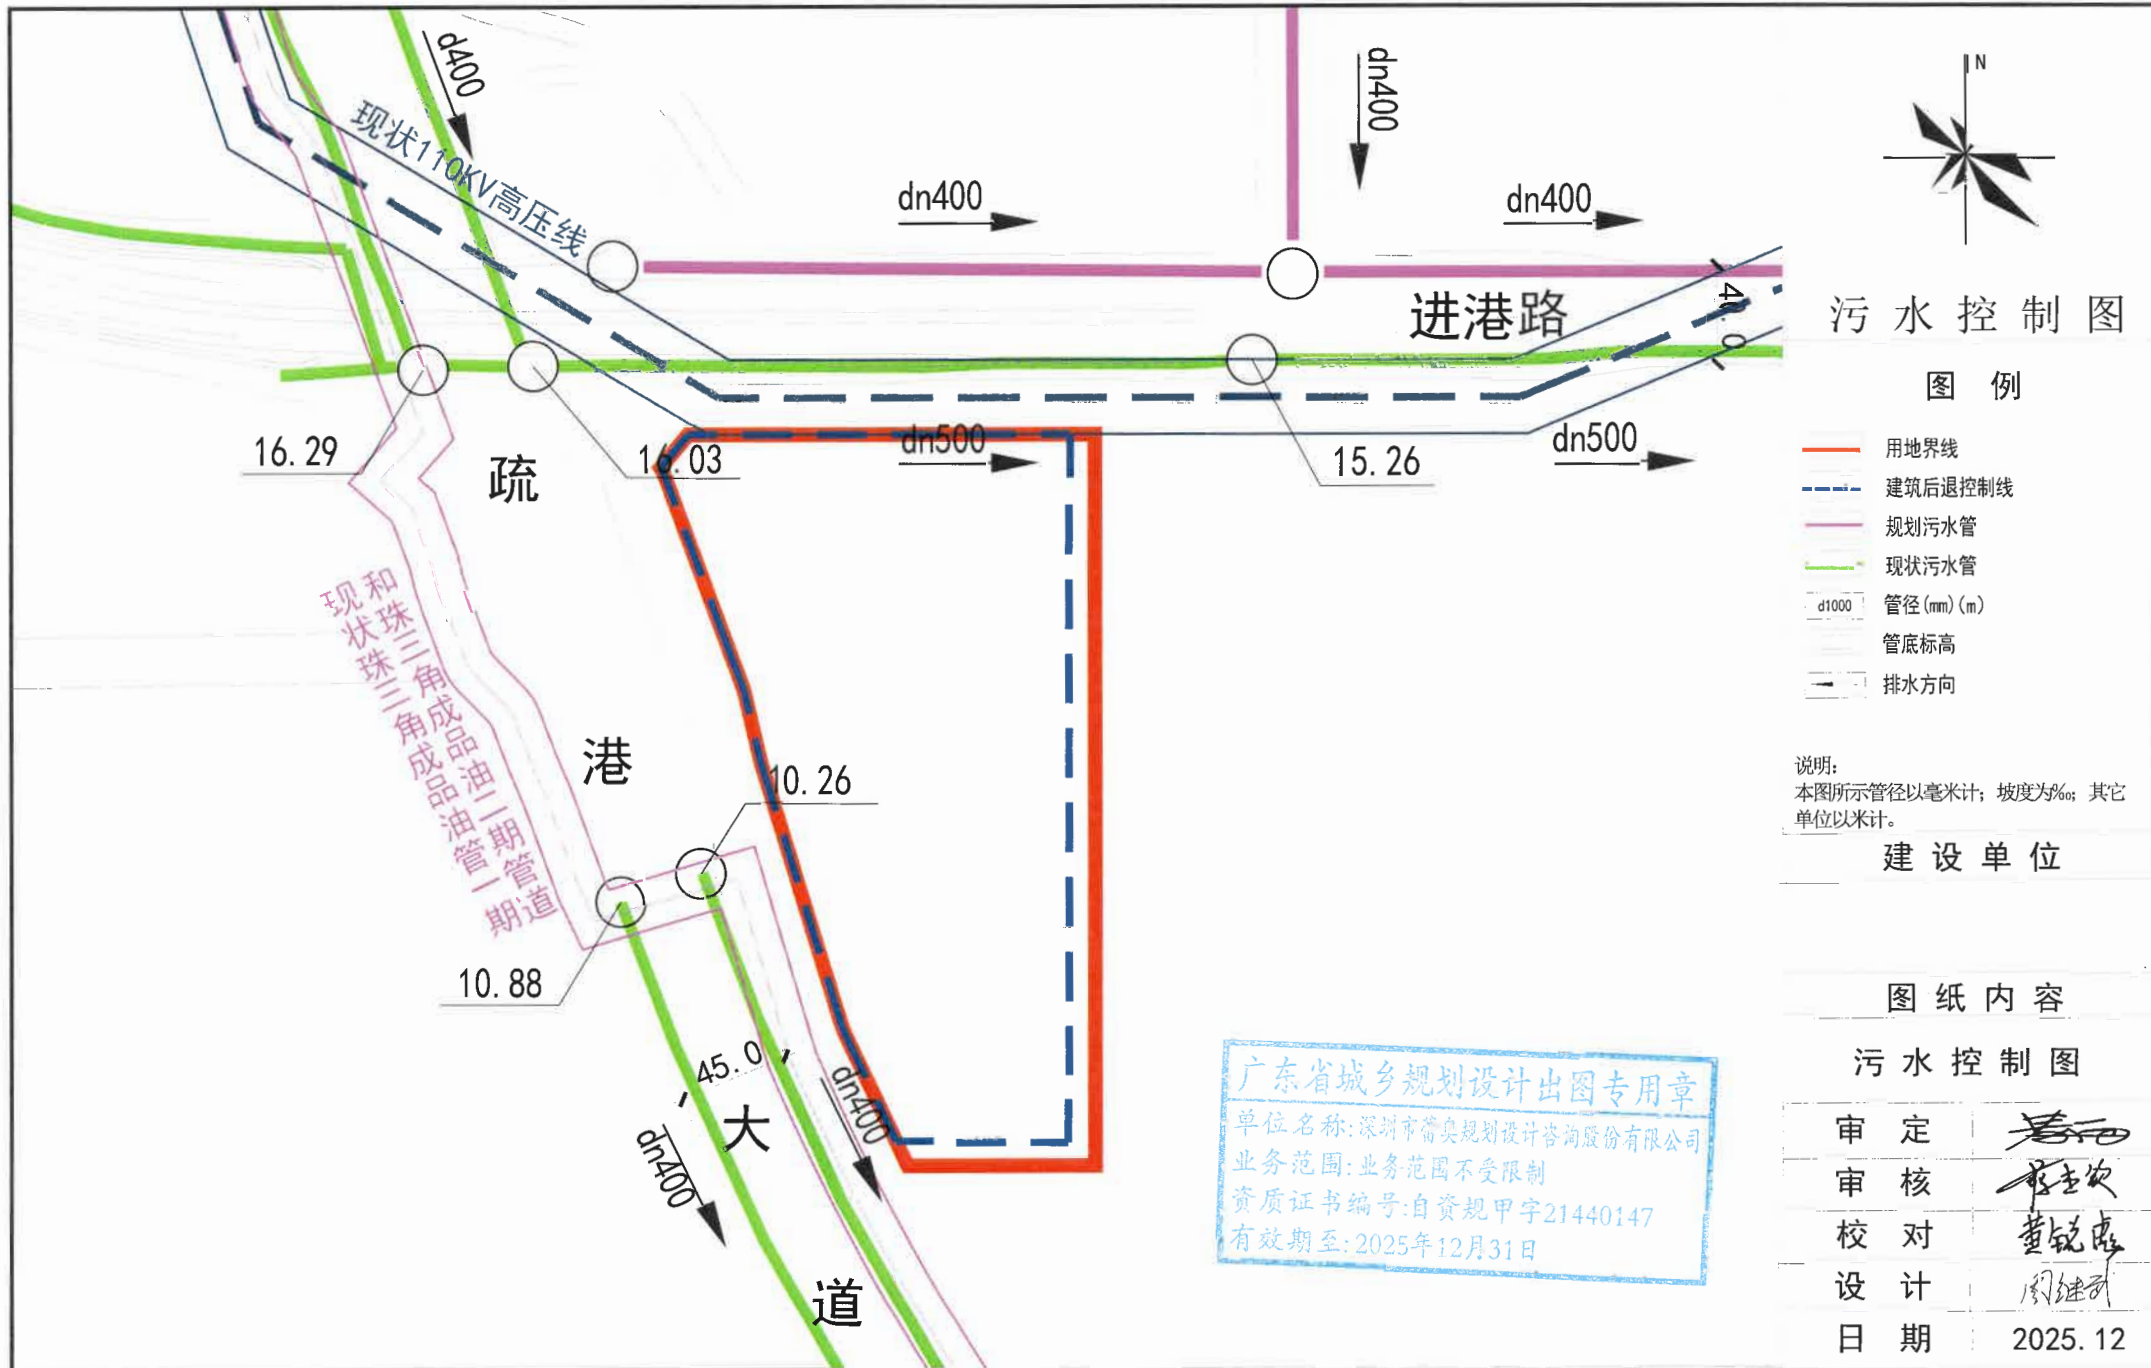 d400
现状110KV高压线
dn400
dn400
dn400
进港路
40.0
16.29
16.03
dn500
15.26
dn500
疏
港
大
道
现状珠三角成品油管一期
和珠三角成品油二期管道
10.26
10.88
45.0
dn400
dn400
N
污水控制图
图例
用地界线
建筑后退控制线
规划污水管
现状污水管
d1000 管径(mm)(m)
管底标高
排水方向
说明:
本图所示管径以毫米计；坡度为‰；其它
单位以米计。
建设单位
图纸内容
污水控制图
审定
审核
校对
设计
日期 2025.12
广东省城乡规划设计出图专用章
单位名称:深圳市蕾奥规划设计咨询股份有限公司
业务范围:业务范围不受限制
资质证书编号:自资规甲字21440147
有效期至:2025年12月31日